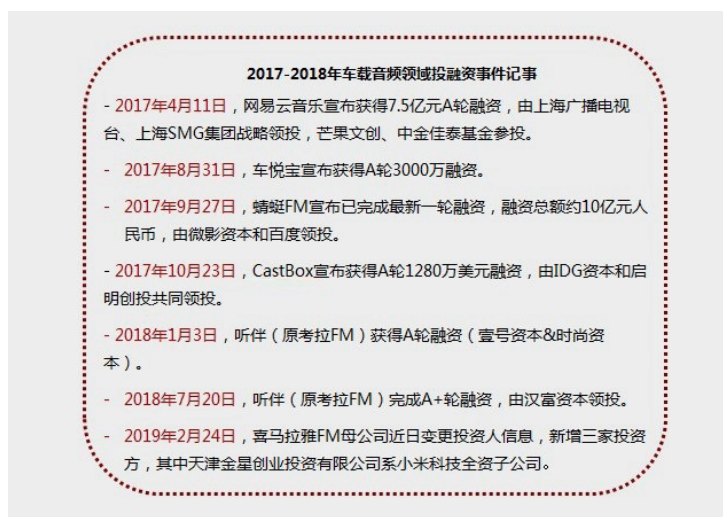 2017-2018年车载音频领域投融资事件记事
- 2017年4月11日，网易云音乐宣布获得7.5亿元A轮融资，由上海广播电视
台、上海SMG集团战略领投，芒果文创、中金佳泰基金参投。
- 2017年8月31日，车悦宝宣布获得A轮3000万融资。
- 2017年9月27日，蜻蜓FM宣布已完成最新一轮融资，融资总额约10亿元人
民币，由微影资本和百度领投。
- 2017年10月23日，CastBox宣布获得A轮1280万美元融资，由IDG资本和启
明创投共同领投。
- 2018年1月3日，听伴（原考拉FM）获得A轮融资（壹号资本&时尚资
本）。
- 2018年7月20日，听伴（原考拉FM）完成A+轮融资，由汉富资本领投。
- 2019年2月24日，喜马拉雅FM母公司近日变更投资人信息，新增三家投资
方，其中天津金星创业投资有限公司系小米科技全资子公司。